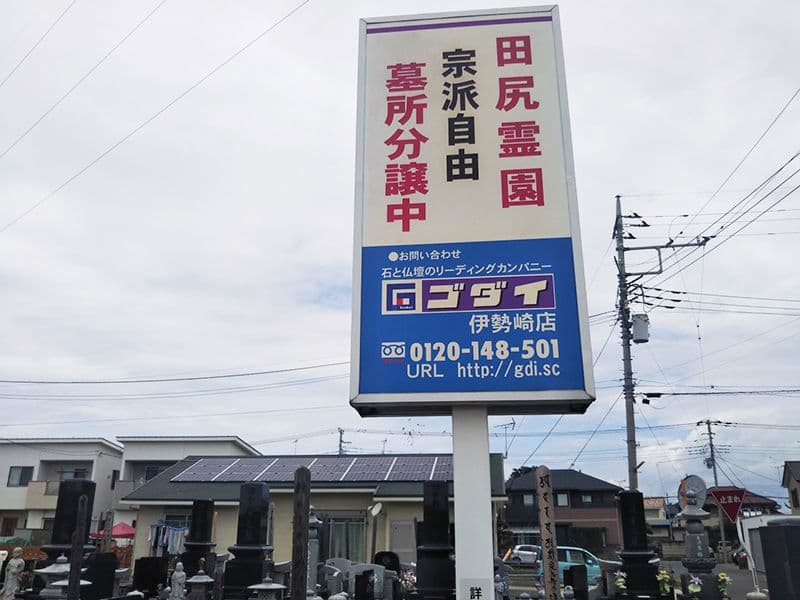 田尻霊園
宗派自由
墓所分譲中
●お問い合わせ
石と仏壇のリーディングカンパニー
ゴダイ
伊勢崎店
0120-148-501
URL http://gdi.sc
止まれ
詳